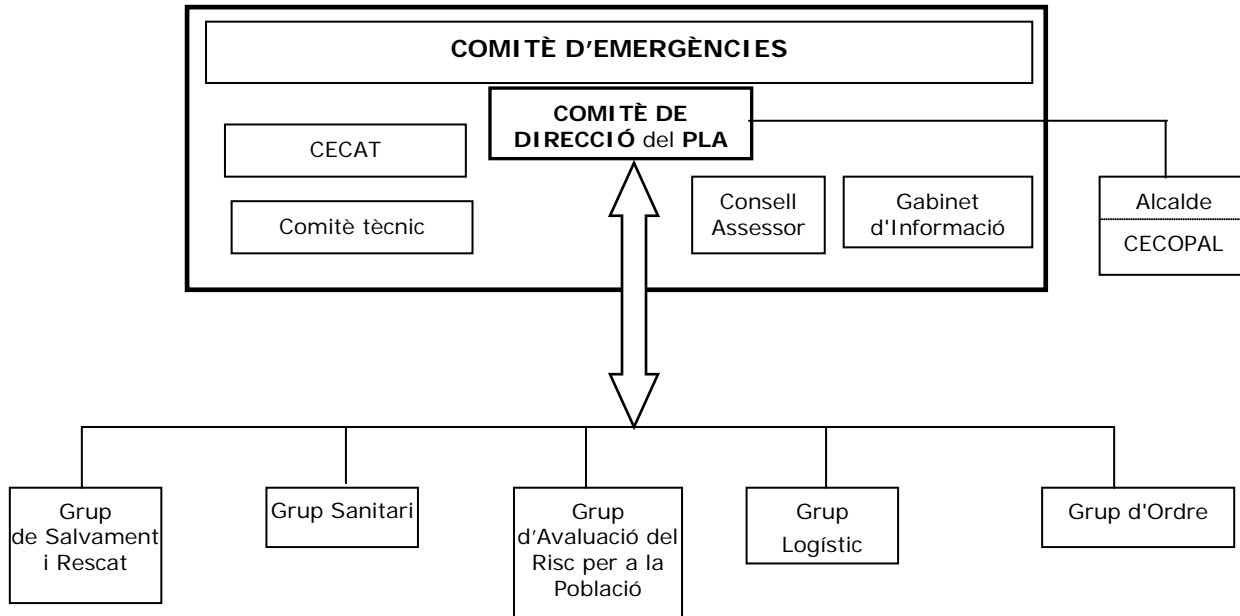 COMITÈ D'EMERGÈNCIES
COMITÈ DE
DIRECCIÓ del PLA
CECAT
Comitè tècnic
Consell
Assessor
Gabinet
d'Informació
Alcalde
CECOPAL
Grup
de Salvament
i Rescat
Grup Sanitari
Grup
d'Avaluació del
Risc per a la
Població
Grup
Logístic
Grup d'Ordre